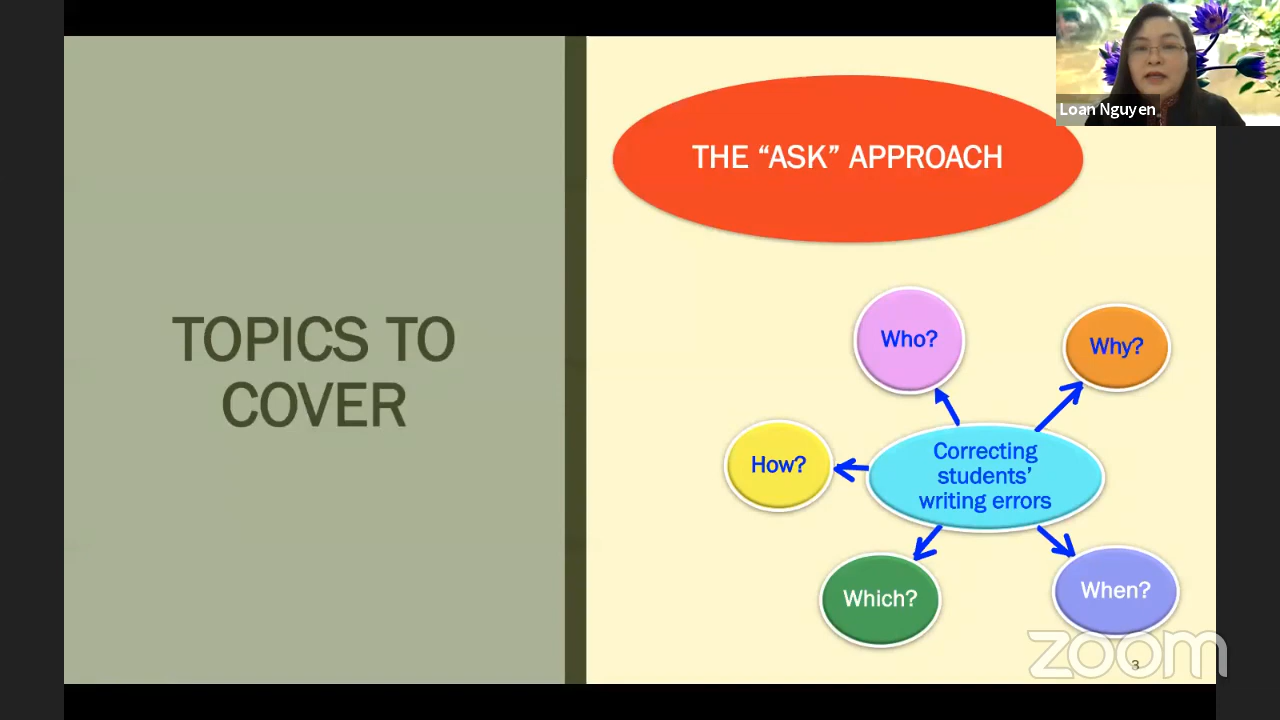 TOPICS TO
COVER
THE “ASK” APPROACH
Loan Nguyen
Who?
Why?
How?
Correcting
students’
writing errors
Which?
When?
zoom
3